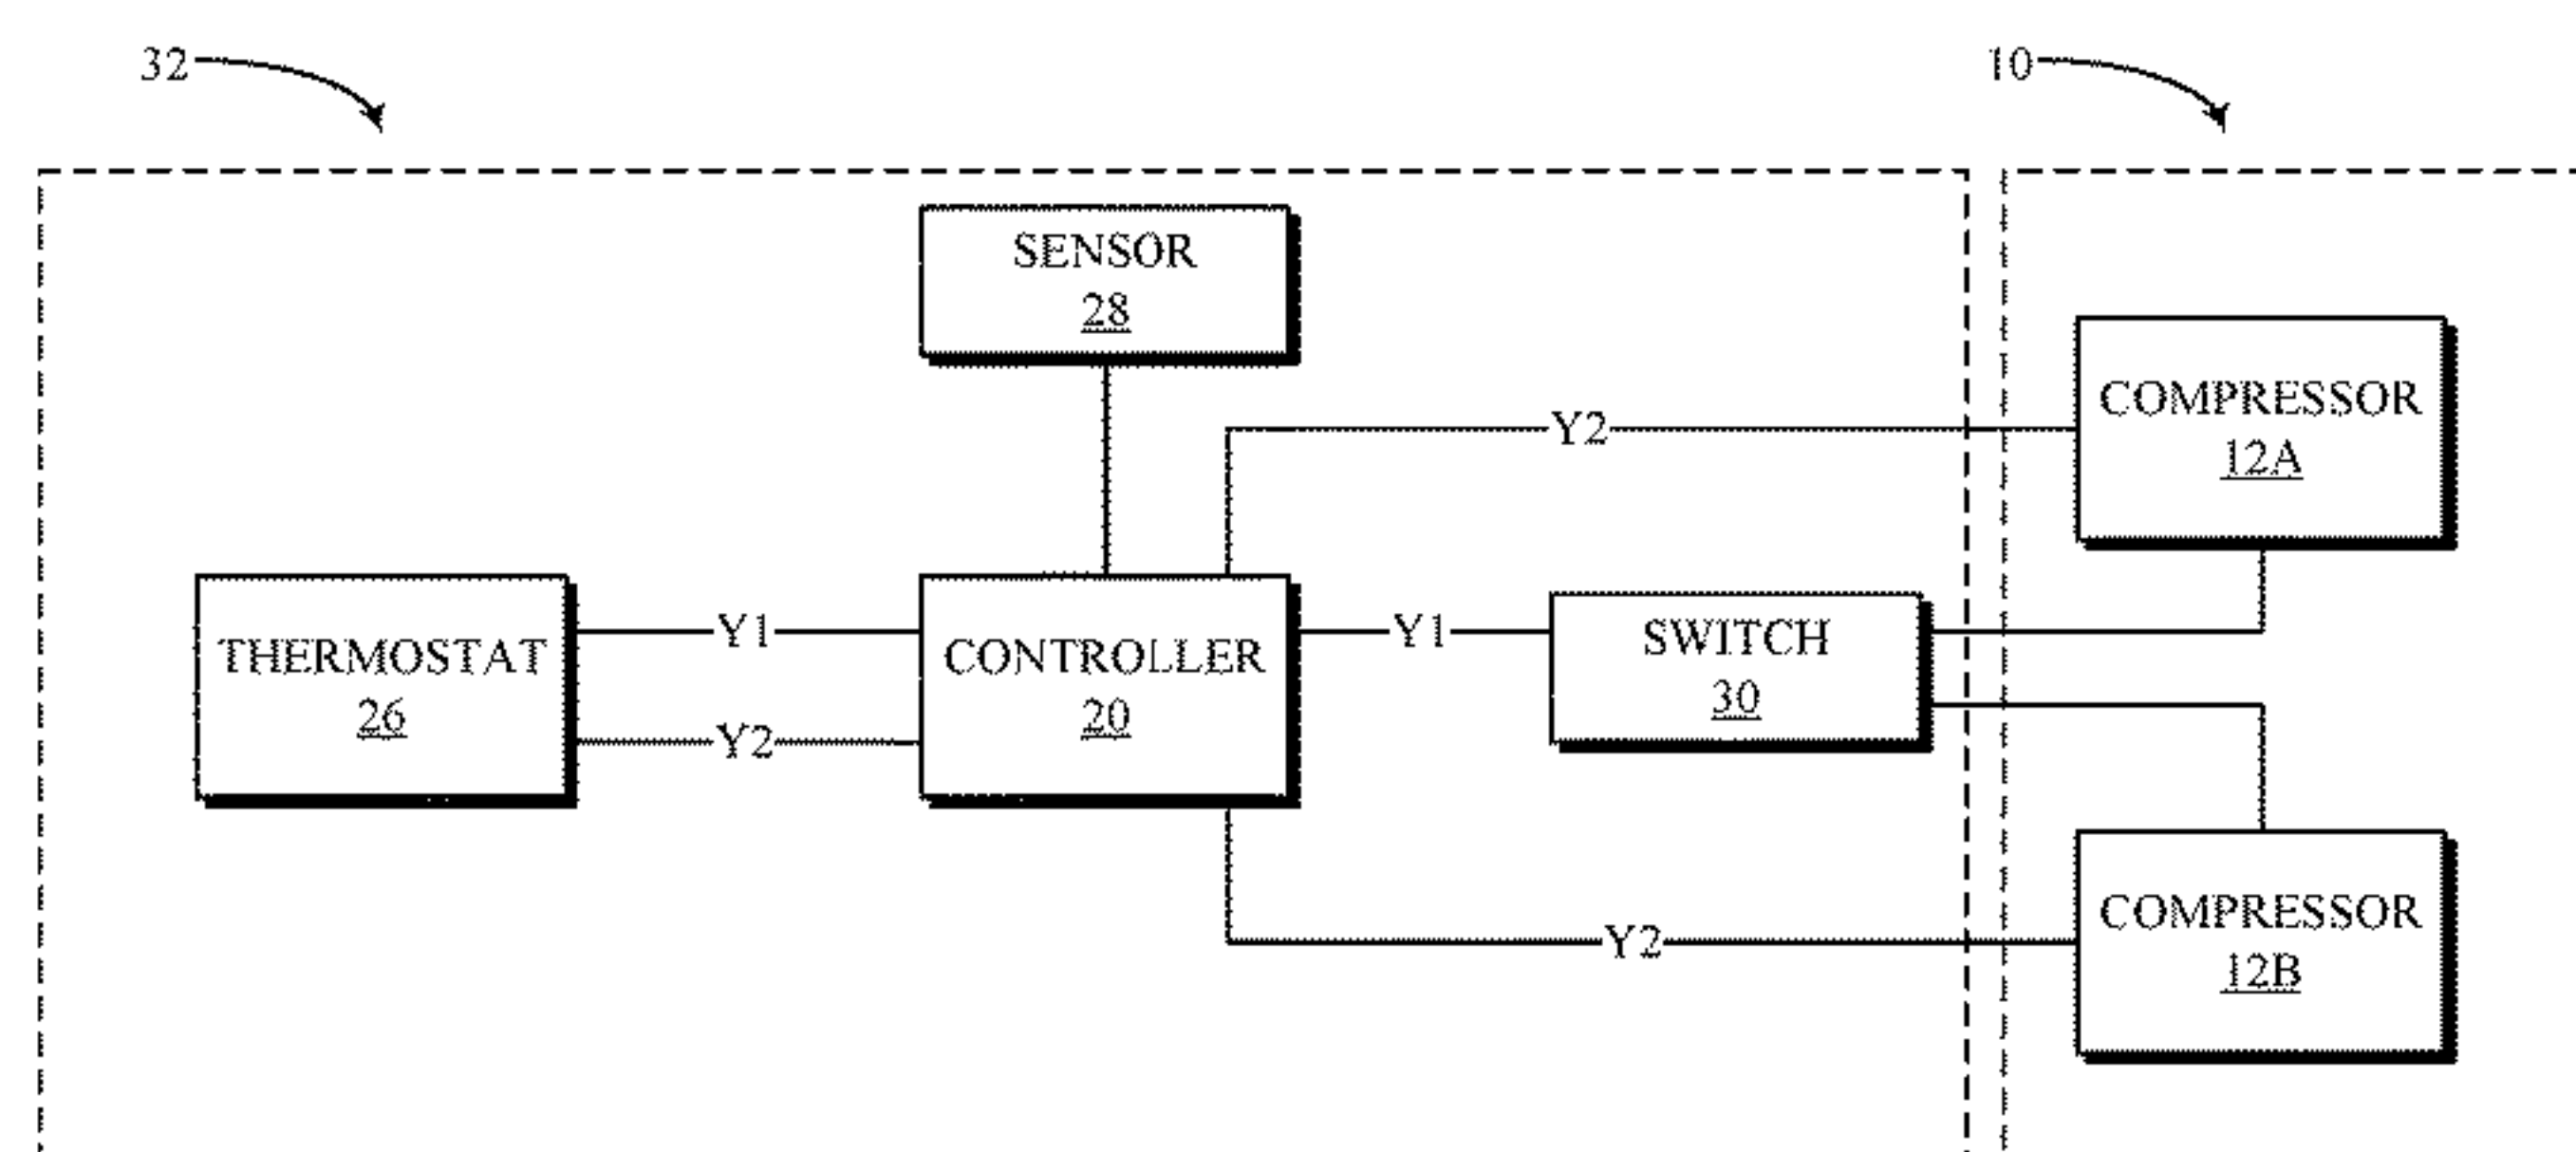 32
10
SENSOR
28
Y2
COMPRESSOR
12A
THERMOSTAT
26
Y1
Y2
CONTROLLER
20
Y1
SWITCH
30
Y2
COMPRESSOR
12B